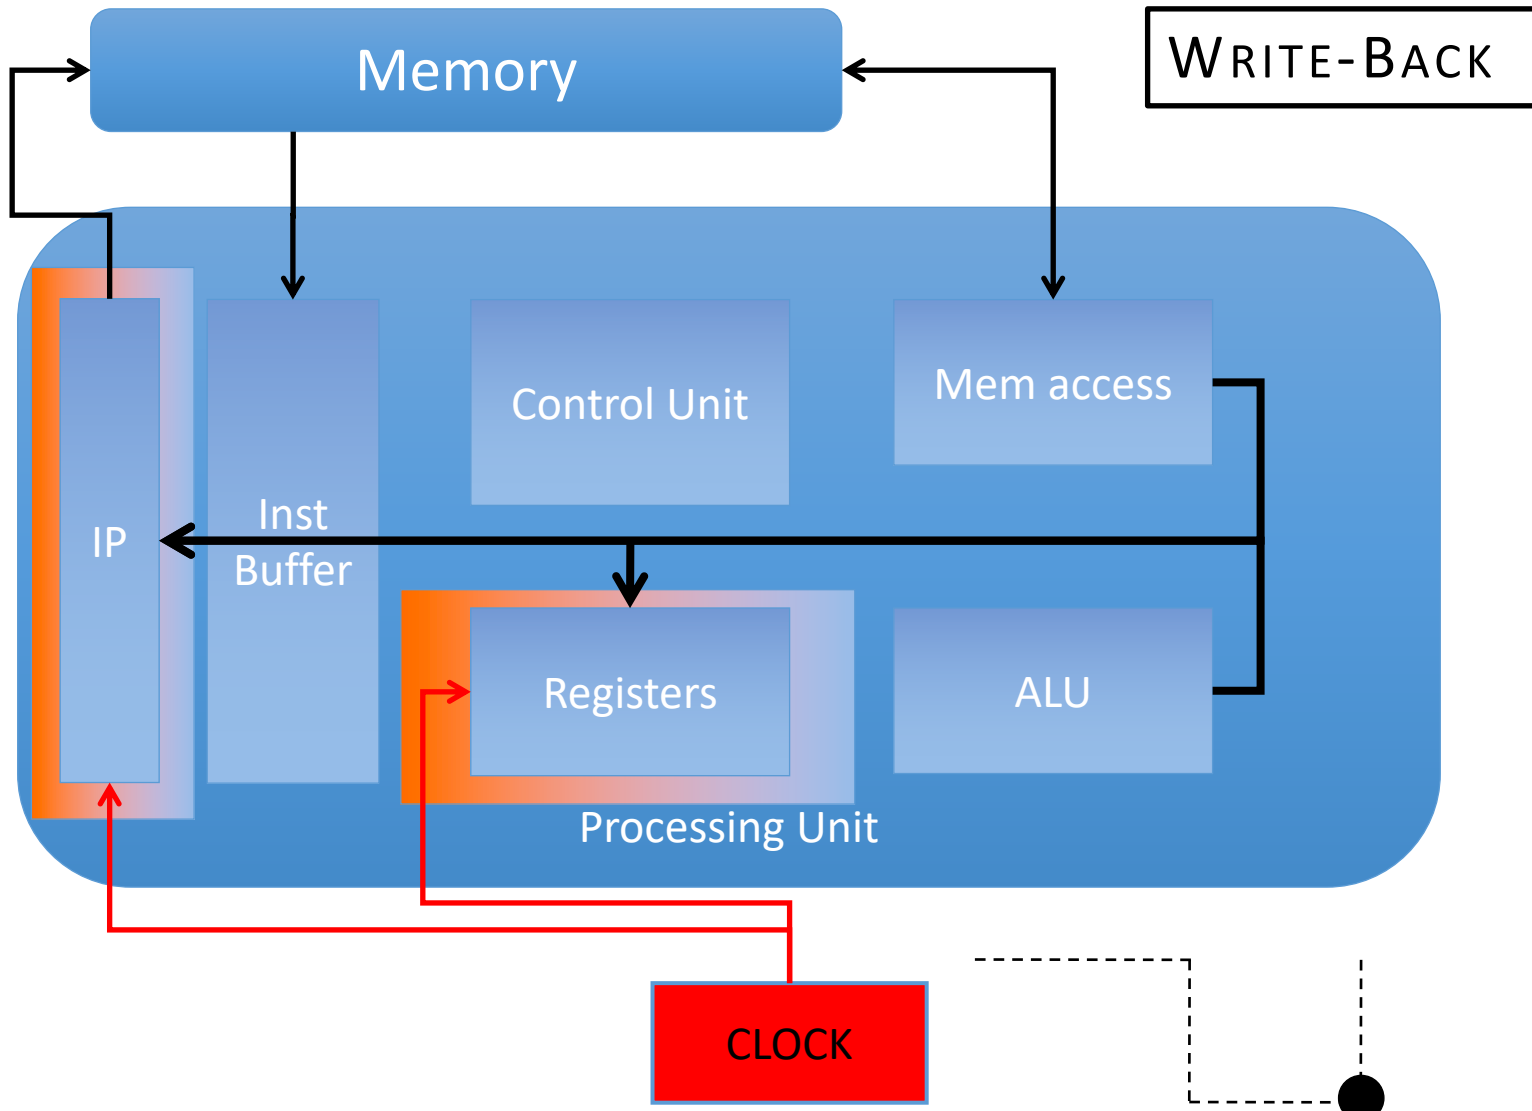 Memory
WRITE-BACK
Control Unit
Mem access
IP
Inst
Buffer
Registers
ALU
Processing Unit
CLOCK